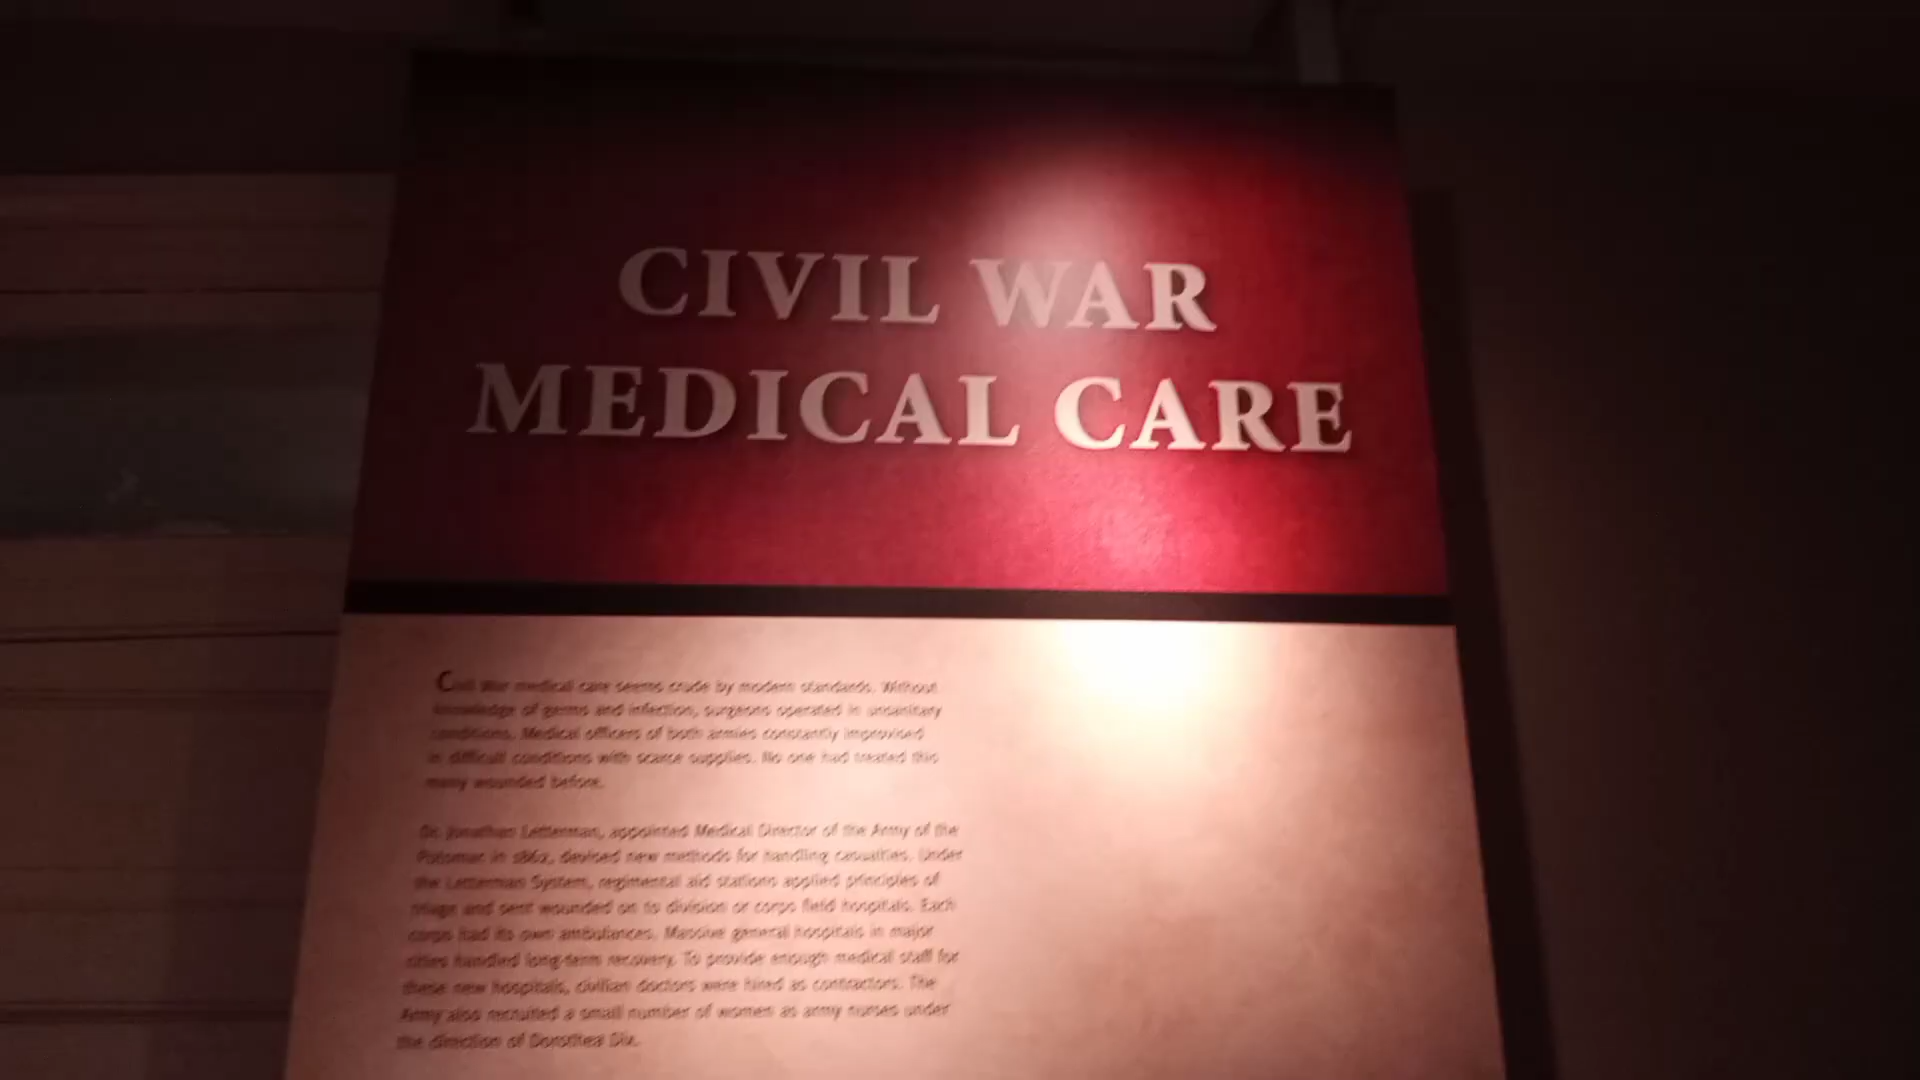 CIVIL WAR
MEDICAL CARE
Civil War medical care seems crude by modern standards. Without
knowledge of germs and infection, surgeons operated in unsanitary
conditions. Medical officers of both armies constantly improvised
in difficult conditions with scarce supplies. No one had treated this
many wounded before.
Dr. Jonathan Letterman, appointed Medical Director of the Army of the
Potomac in 1862, devised new methods for handling casualties. Under
the Letterman System, regimental aid stations applied principles of
triage and sent wounded on to division or corps field hospitals. Each
corps had its own ambulances. Massive general hospitals in major
cities handled long-term recovery. To provide enough medical staff for
these new hospitals, civilian doctors were hired as contractors. The
Army also recruited a small number of women as army nurses under
the direction of Dorothea Dix.